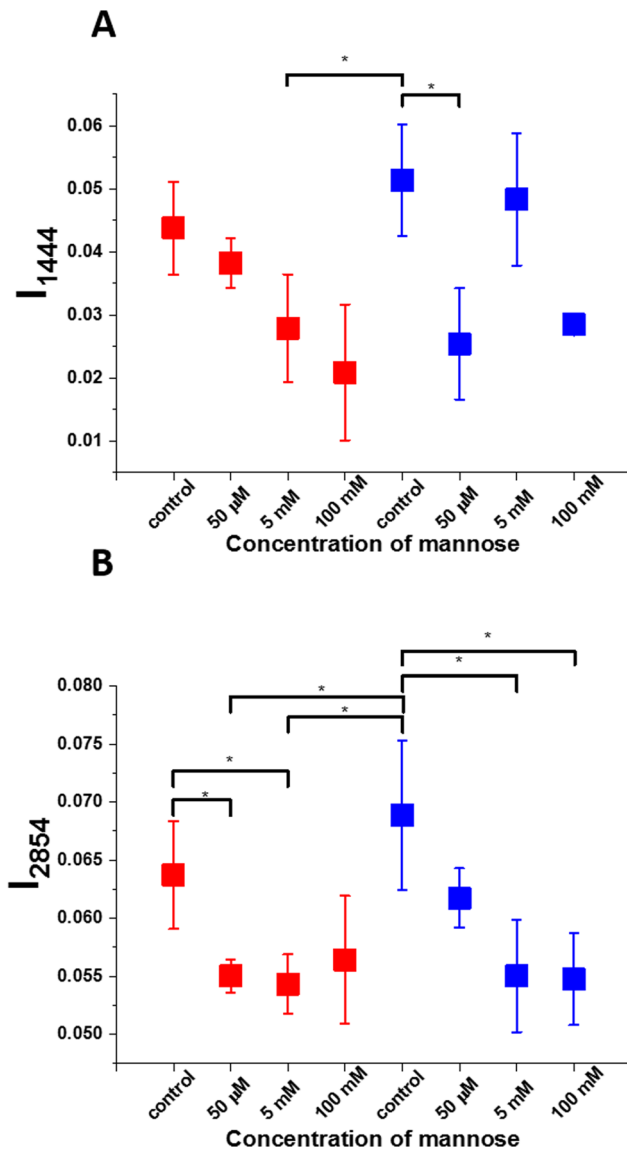 A
*
*
0.06
0.05
0.04
0.03
0.02
0.01
I1444
control
50 µM
5 mM
100 mM
control
50 µM
5 mM
100 mM
Concentration of mannose
B
*
*
*
*
*
*
0.080
0.075
0.070
0.065
0.060
0.055
0.050
I2854
control
50 µM
5 mM
100 mM
control
50 µM
5 mM
100 mM
Concentration of mannose